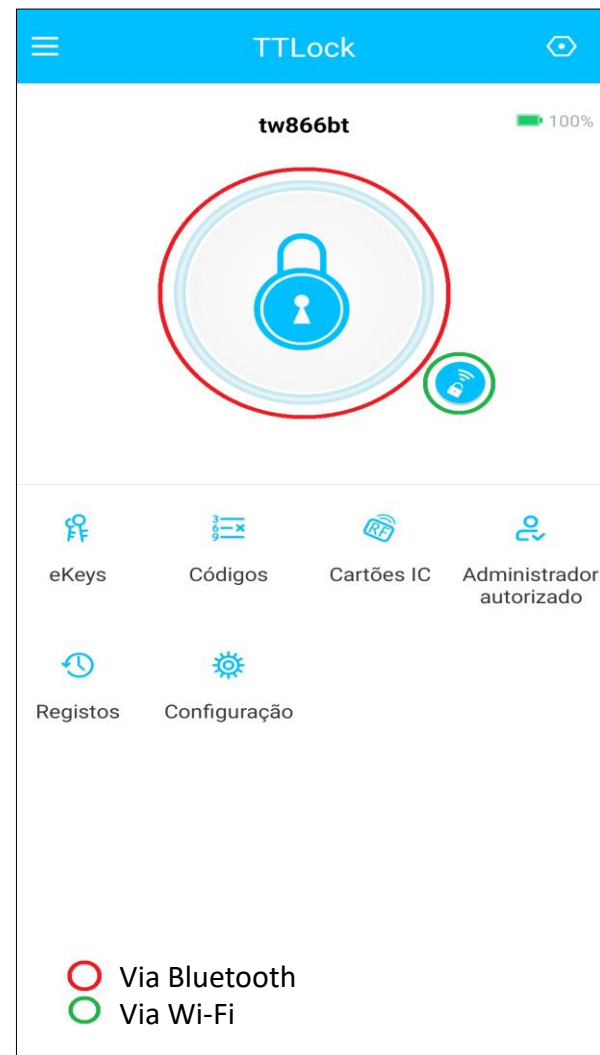 TTLock
tw866bt
100%
eKeys
Códigos
Cartões IC
Administrador
autorizado
Registos
Configuração
Via Bluetooth
Via Wi-Fi